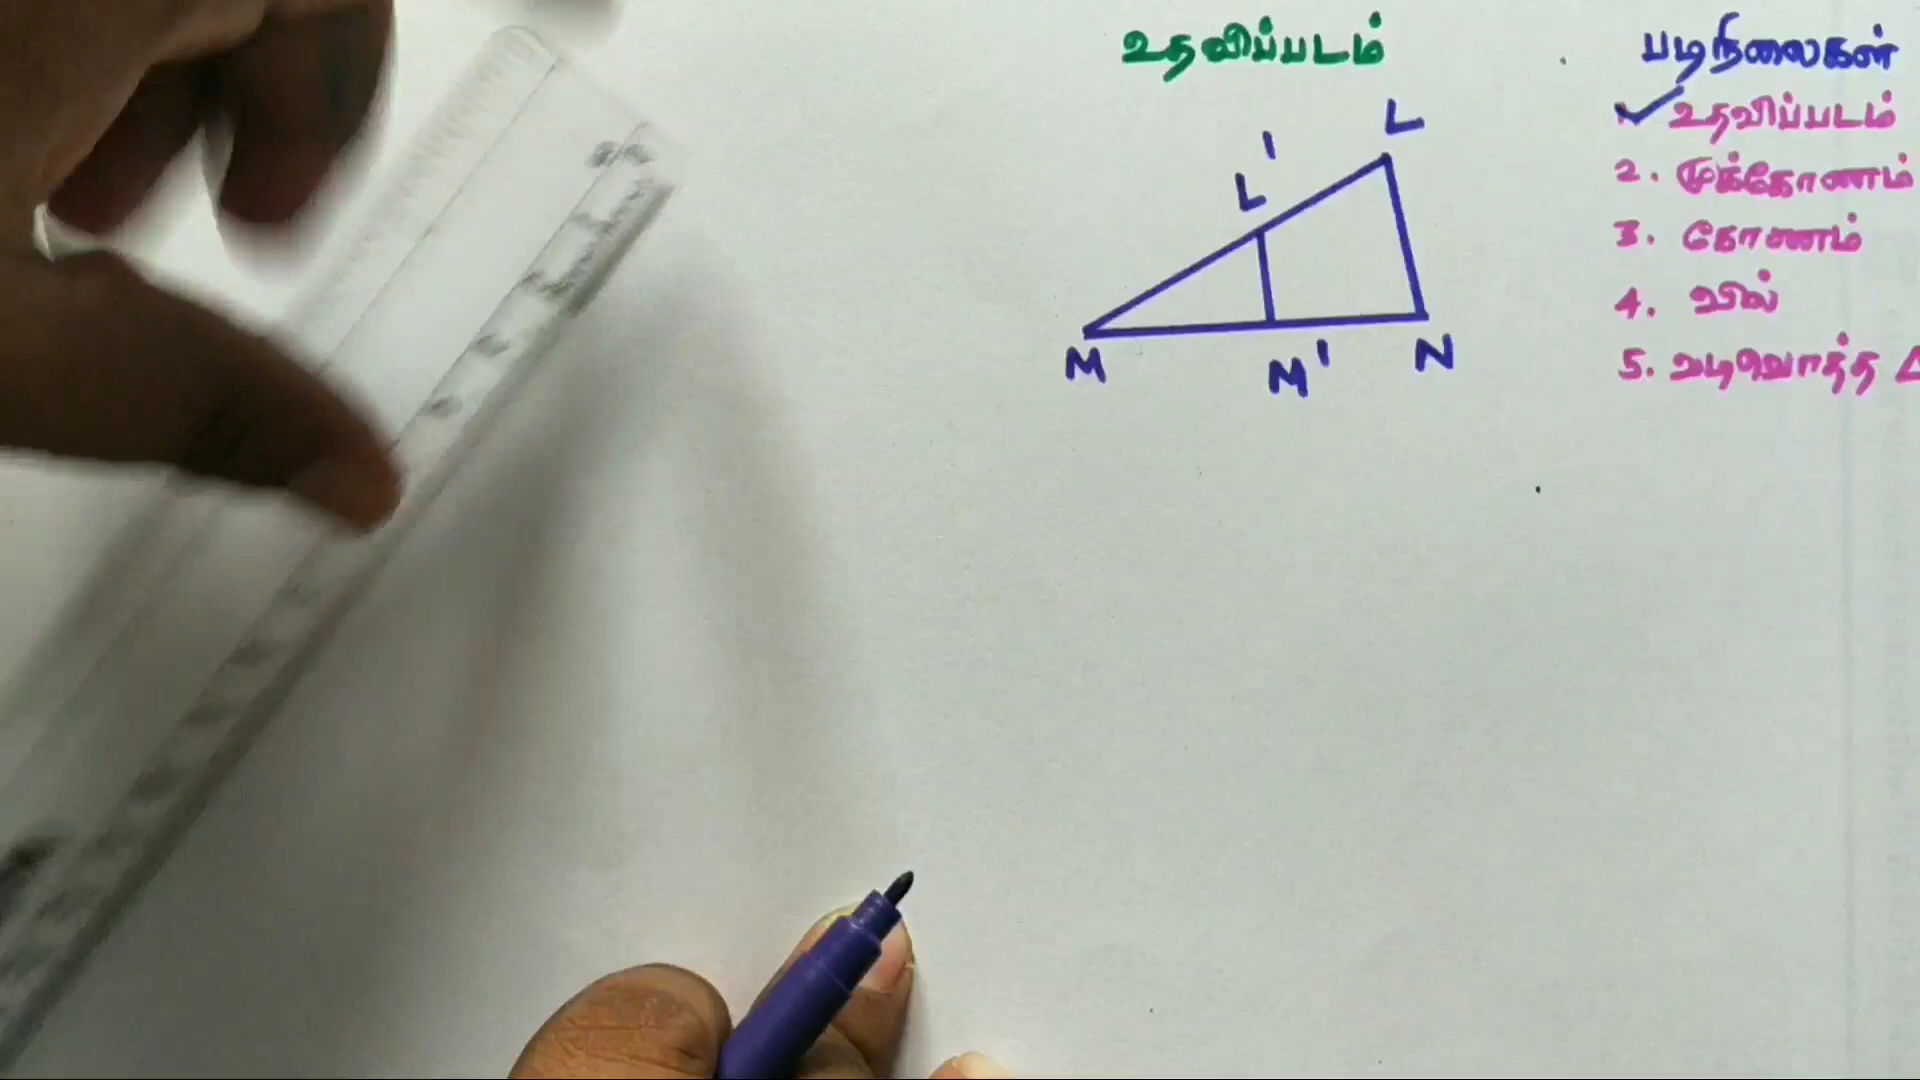 உதவிப்படம்
L
L'
M
M'
N
படிநிலைகள்
✓ உதவிப்படம்
2. முக்கோணம்
3. கோணம்
4. வில்
5. வடிவொத்த Δ